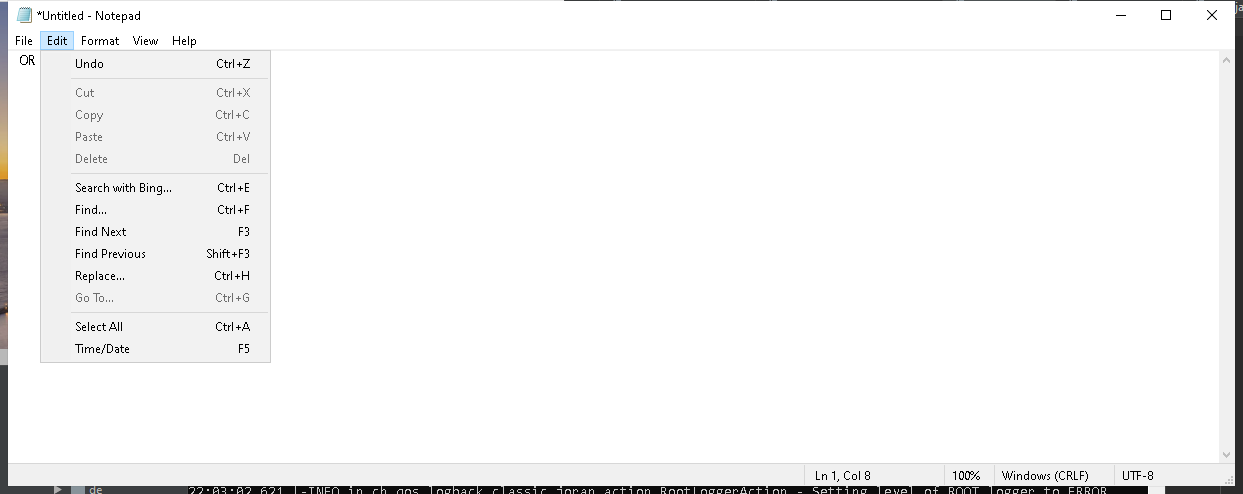 *Untitled - Notepad
File Edit Format View Help
OR
Undo Ctrl+Z
Cut Ctrl+X
Copy Ctrl+C
Paste Ctrl+V
Delete Del
Search with Bing... Ctrl+E
Find... Ctrl+F
Find Next F3
Find Previous Shift+F3
Replace... Ctrl+H
Go To... Ctrl+G
Select All Ctrl+A
Time/Date F5
Ln 1, Col 8 100% Windows (CRLF) UTF-8
de 22:03:02,621 |-INFO in ch.qos.logback.classic.joran.action.RootLoggerAction - Setting level of ROOT logger to ERROR